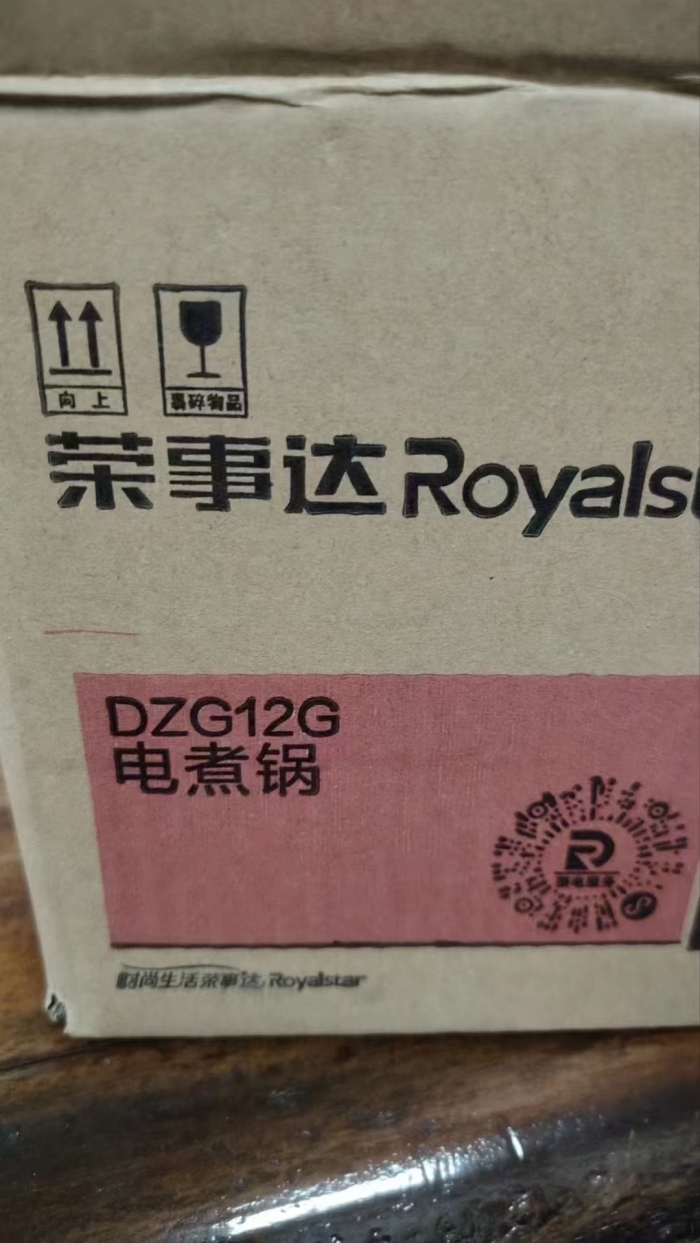 向上
易碎物品
荣事达 Royalst
DZG12G
电煮锅
时尚生活荣事达 Royalstar